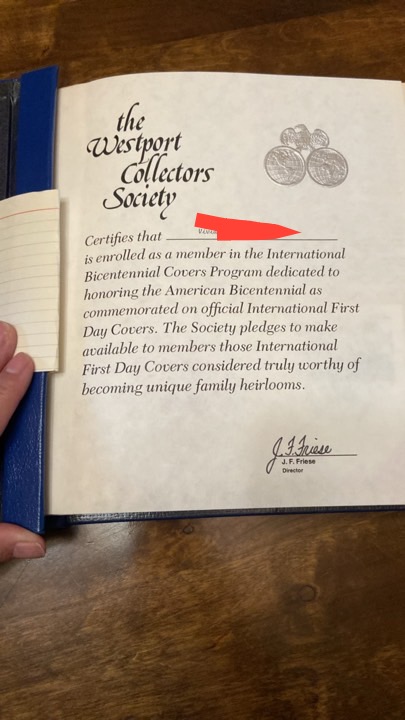 the
Westport
Collectors
Society
Certifies that
is enrolled as a member in the International
Bicentennial Covers Program dedicated to
honoring the American Bicentennial as
commemorated on official International First
Day Covers. The Society pledges to make
available to members those International
First Day Covers considered truly worthy of
becoming unique family heirlooms.
J. F. Friese
J. F. Friese
Director